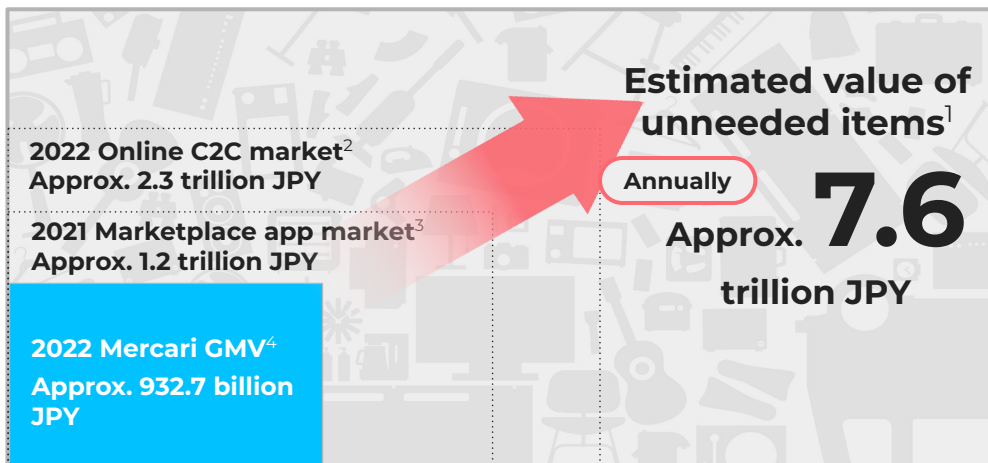 Estimated value of
unneeded items1
2022 Online C2C market2
Approx. 2.3 trillion JPY
Annually
Approx. 7.6
trillion JPY
2021 Marketplace app market3
Approx. 1.2 trillion JPY
2022 Mercari GMV4
Approx. 932.7 billion
JPY